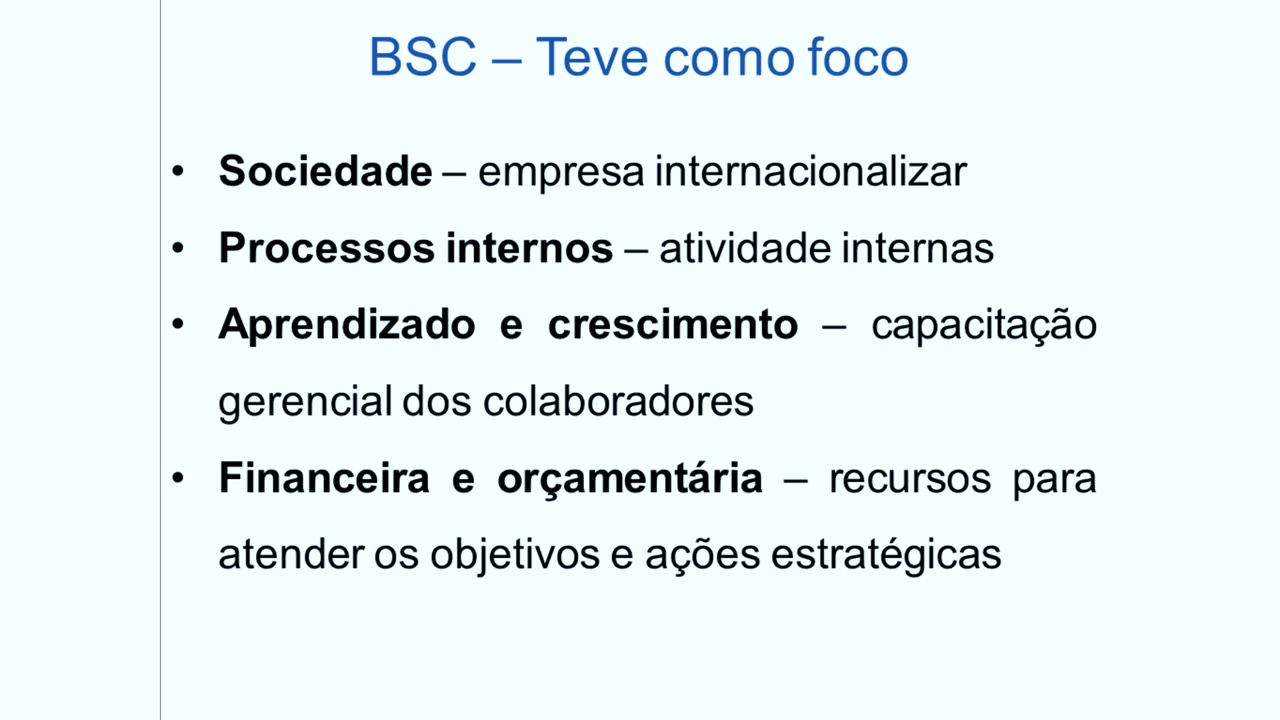 BSC – Teve como foco
• Sociedade – empresa internacionalizar
• Processos internos – atividade internas
• Aprendizado e crescimento – capacitação
gerencial dos colaboradores
• Financeira e orçamentária – recursos para
atender os objetivos e ações estratégicas